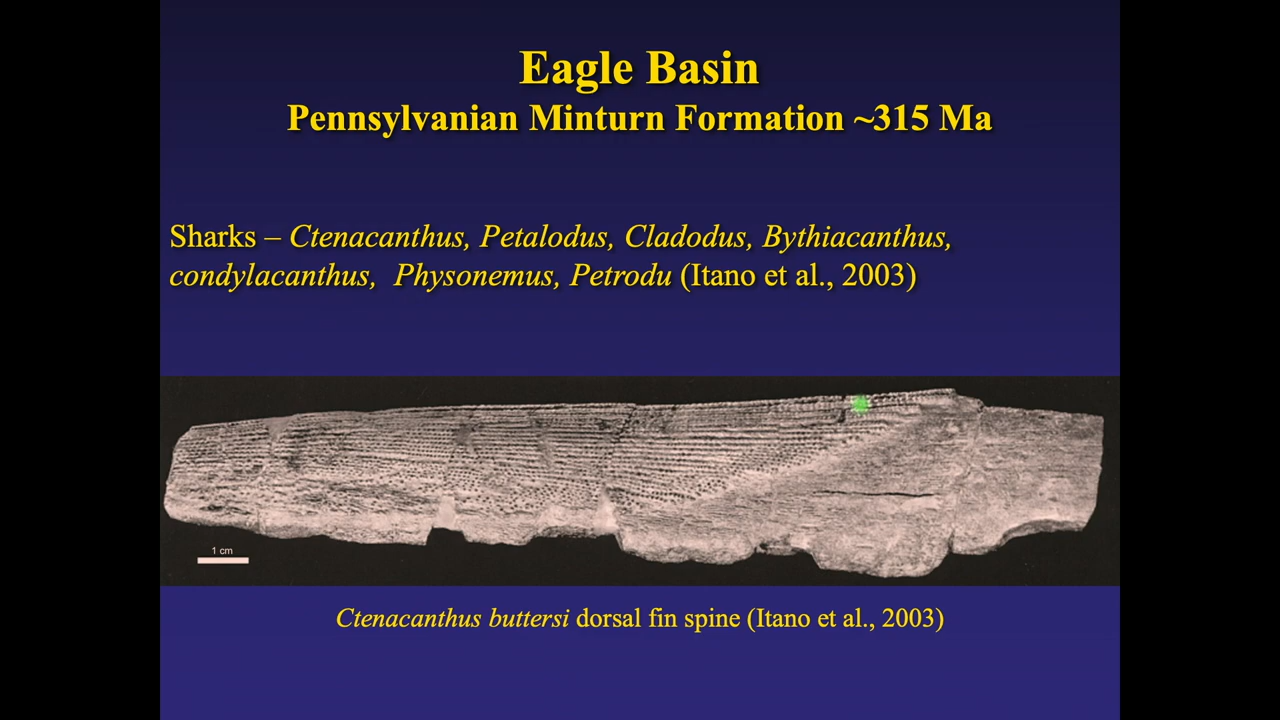 Eagle Basin
Pennsylvanian Minturn Formation ~315 Ma
Sharks – Ctenacanthus, Petalodus, Cladodus, Bythiacanthus,
condylacanthus, Physonemus, Petrodu (Itano et al., 2003)
1 cm
Ctenacanthus buttersi dorsal fin spine (Itano et al., 2003)